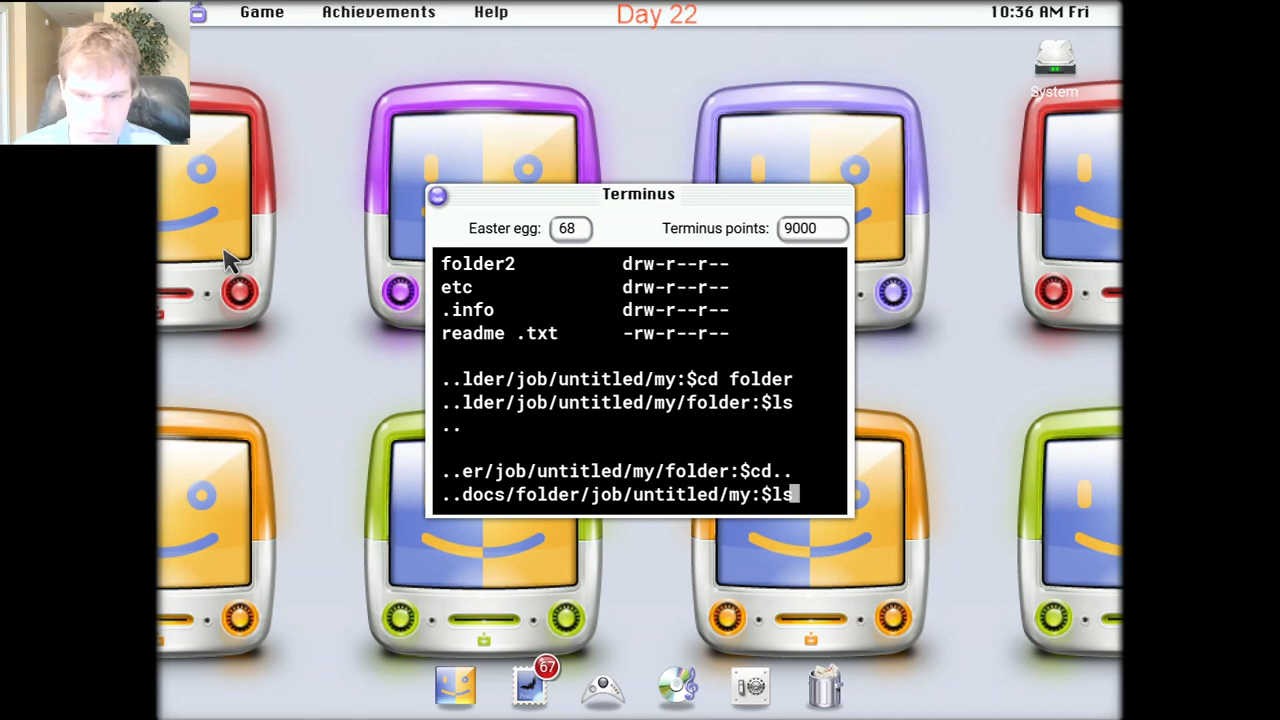 Game Achievements Help Day 22 10:36 AM Fri
System
Terminus
Easter egg: 68 Terminus points: 9000
folder2 drw-r--r--
etc drw-r--r--
.info drw-r--r--
readme .txt -rw-r--r--
..lder/job/untitled/my:$cd folder
..lder/job/untitled/my/folder:$ls
..
..er/job/untitled/my/folder:$cd..
..docs/folder/job/untitled/my:$ls
67